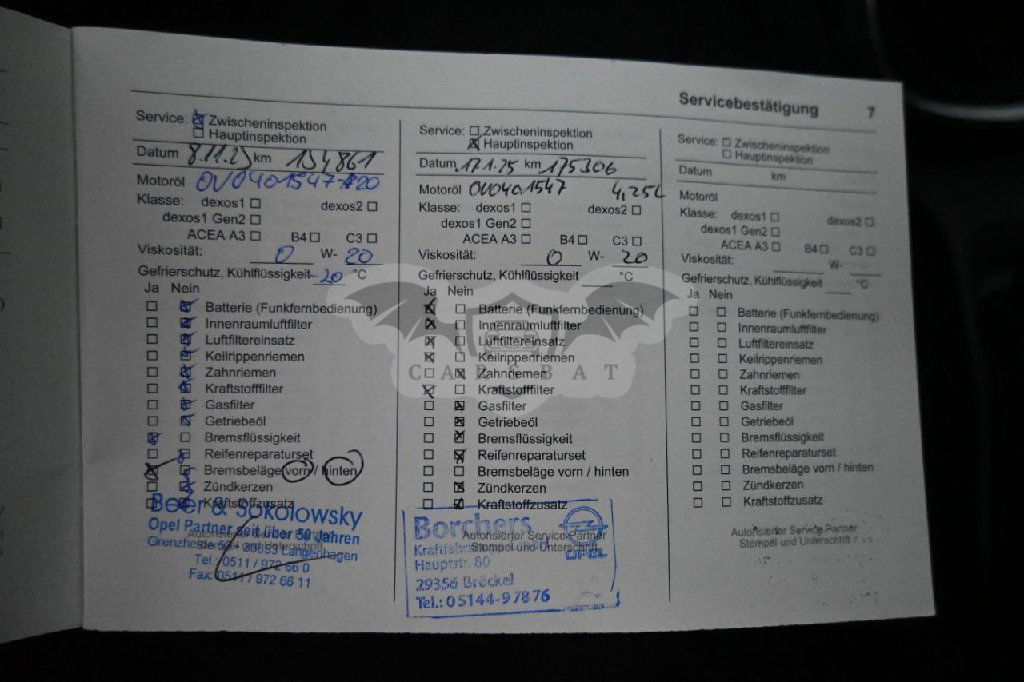 Servicebestätigung 7
Service: Zwischeninspektion
Hauptinspektion
Datum 8.11.23 km 134861
Motoröl OV0401547 #20
Klasse: dexos1 dexos2
dexos1 Gen2
ACEA A3 B4 C3
Viskosität: 0 W- 20
Gefrierschutz, Kühlflüssigkeit -20 °C
Ja Nein
Batterie (Funkfernbedienung)
Innenraumluftfilter
Luftfiltereinsatz
Keilrippenriemen
Zahnriemen
Kraftstofffilter
Gasfilter
Getriebeöl
Bremsflüssigkeit
Reifenreparaturset
Bremsbeläge vorn / hinten
Zündkerzen
Kraftstoffzusatz
Beer & Sokolowsky
Opel Partner seit über 50 Jahren
30853 Langenhagen
Tel. 0511 / 972 66 0
Fax. 0511 / 972 66 11
Service: Zwischeninspektion
Hauptinspektion
Datum 17.1.25 km 175306
Motoröl OV0401547 4,25L
Klasse: dexos1 dexos2
dexos1 Gen2
ACEA A3 B4 C3
Viskosität: 0 W- 20
Gefrierschutz, Kühlflüssigkeit °C
Ja Nein
Batterie (Funkfernbedienung)
Innenraumluftfilter
Luftfiltereinsatz
Keilrippenriemen
Zahnriemen
Kraftstofffilter
Gasfilter
Getriebeöl
Bremsflüssigkeit
Reifenreparaturset
Bremsbeläge vorn / hinten
Zündkerzen
Kraftstoffzusatz
Borchers
Autorisierter Service Partner
Stempel und Unterschrift
OPEL
Hauptstr. 80
29356 Bröckel
Tel.: 05144-97876
Service: Zwischeninspektion
Hauptinspektion
Datum km
Motoröl
Klasse: dexos1 dexos2
dexos1 Gen2
ACEA A3 B4 C3
Viskosität: W-
Gefrierschutz, Kühlflüssigkeit °C
Ja Nein
Batterie (Funkfernbedienung)
Innenraumluftfilter
Luftfiltereinsatz
Keilrippenriemen
Zahnriemen
Kraftstofffilter
Gasfilter
Getriebeöl
Bremsflüssigkeit
Reifenreparaturset
Bremsbeläge vorn / hinten
Zündkerzen
Kraftstoffzusatz
Autorisierter Service Partner
Stempel und Unterschrift
CARSBAT